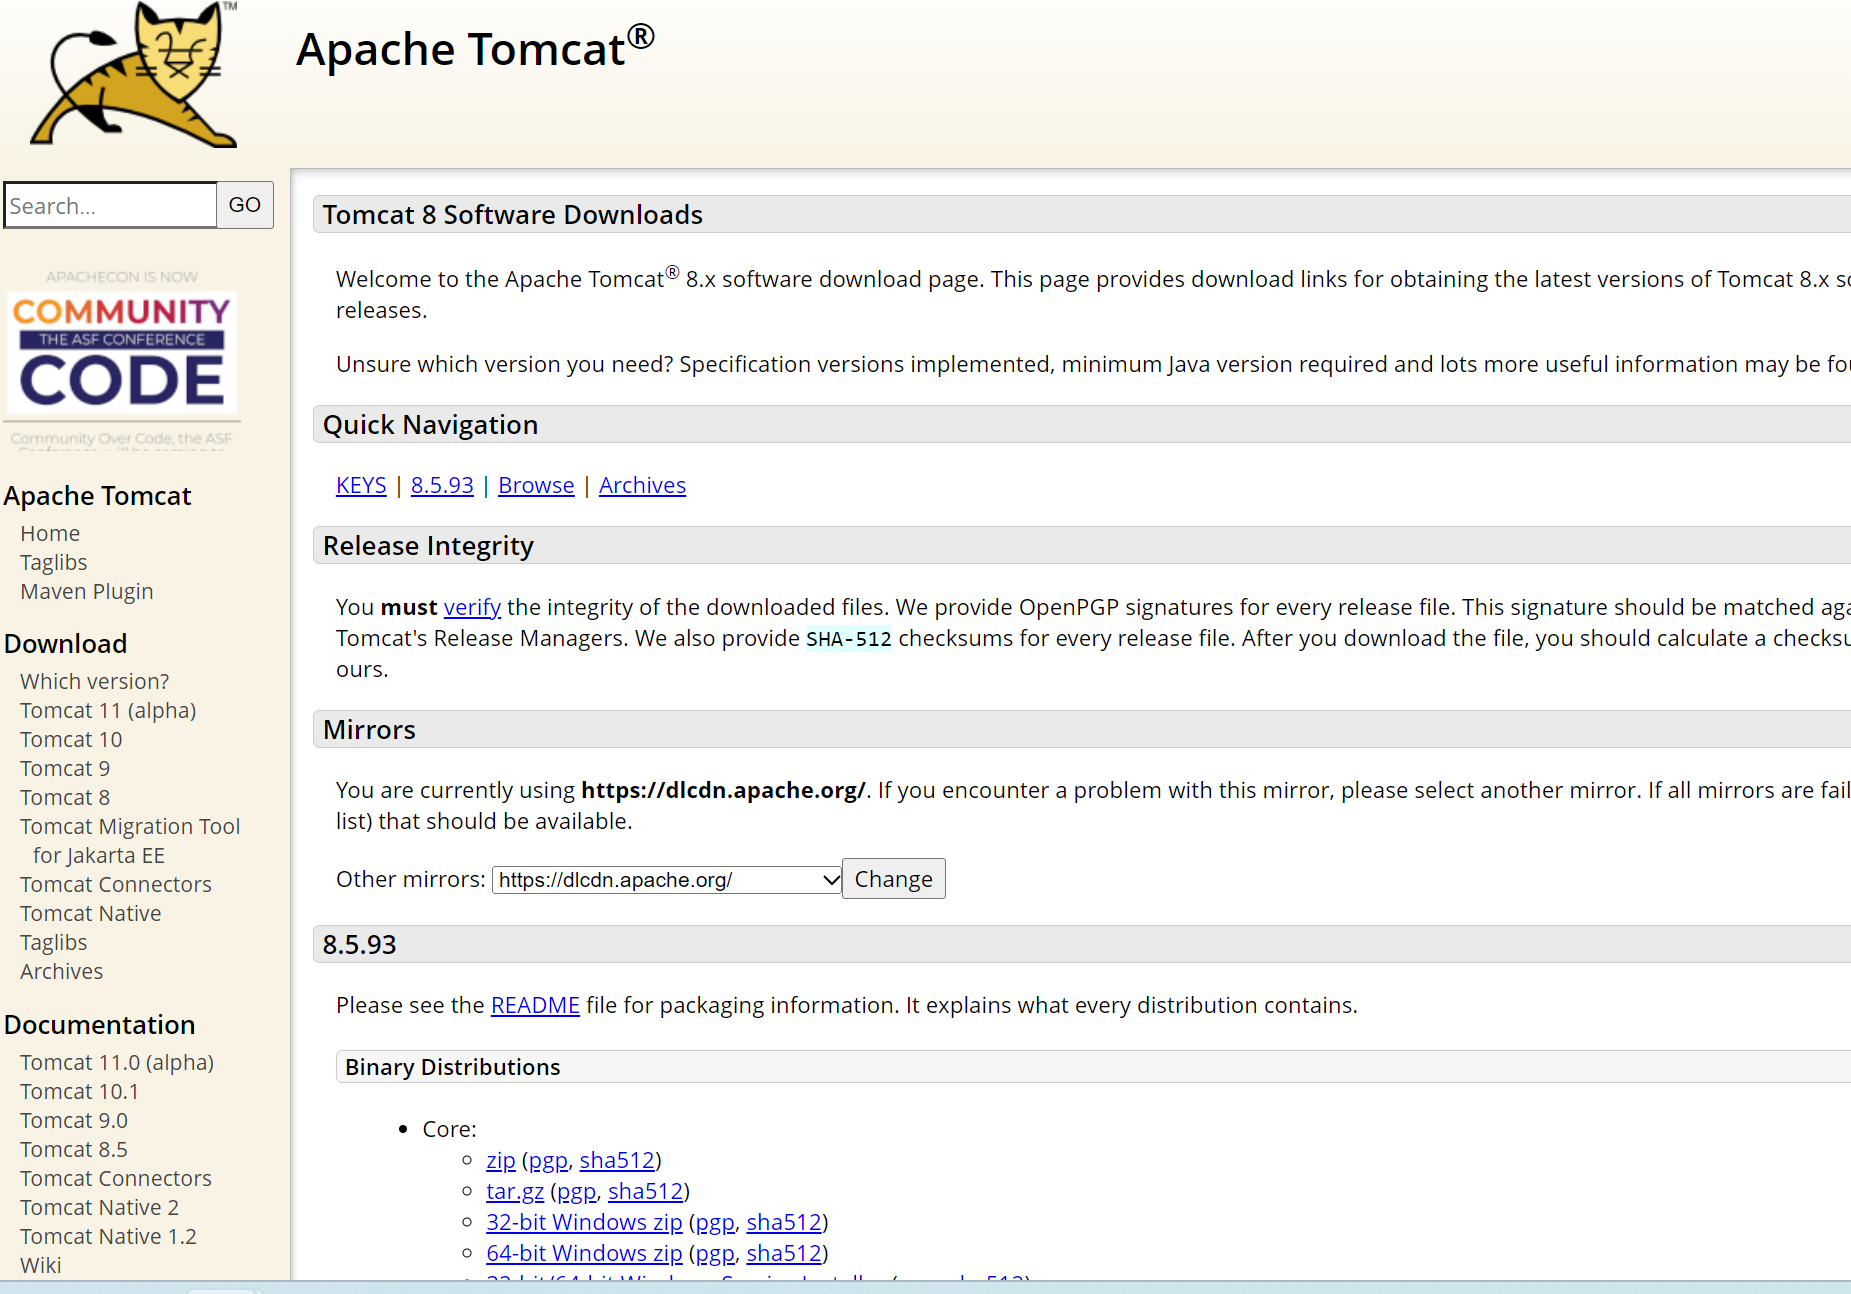 TM
Apache Tomcat®
Search...
GO
APACHECON IS NOW
COMMUNITY
THE ASF CONFERENCE
CODE
Community Over Code, the ASF
Apache Tomcat
Home
Taglibs
Maven Plugin
Download
Which version?
Tomcat 11 (alpha)
Tomcat 10
Tomcat 9
Tomcat 8
Tomcat Migration Tool
for Jakarta EE
Tomcat Connectors
Tomcat Native
Taglibs
Archives
Documentation
Tomcat 11.0 (alpha)
Tomcat 10.1
Tomcat 9.0
Tomcat 8.5
Tomcat Connectors
Tomcat Native 2
Tomcat Native 1.2
Wiki
Tomcat 8 Software Downloads
Welcome to the Apache Tomcat® 8.x software download page. This page provides download links for obtaining the latest versions of Tomcat 8.x
releases.
Unsure which version you need? Specification versions implemented, minimum Java version required and lots more useful information may be
Quick Navigation
KEYS | 8.5.93 | Browse | Archives
Release Integrity
You must verify the integrity of the downloaded files. We provide OpenPGP signatures for every release file. This signature should be matched
Tomcat's Release Managers. We also provide SHA-512 checksums for every release file. After you download the file, you should calculate a
ours.
Mirrors
You are currently using https://dlcdn.apache.org/. If you encounter a problem with this mirror, please select another mirror. If all mirrors are
list) that should be available.
Other mirrors: https://dlcdn.apache.org/ Change
8.5.93
Please see the README file for packaging information. It explains what every distribution contains.
Binary Distributions
Core:
zip (pgp, sha512)
tar.gz (pgp, sha512)
32-bit Windows zip (pgp, sha512)
64-bit Windows zip (pgp, sha512)